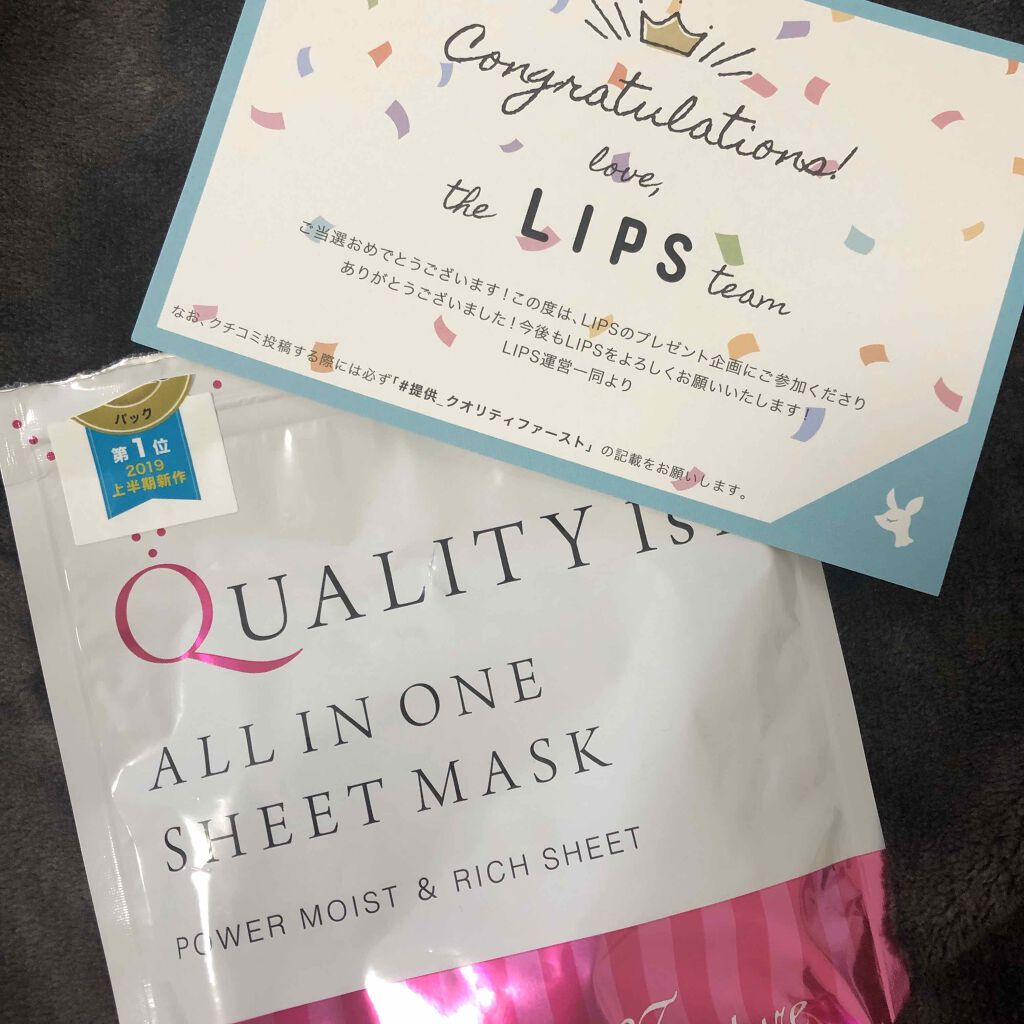 Congratulations!
love,
the LIPS team
ご当選おめでとうございます!この度は、LIPSのプレゼント企画にご参加くださり
ありがとうございました!今後もLIPSをよろしくお願いいたします!
LIPS運営一同より
なお、クチコミ投稿する際には必ず「#提供_クオリティファースト」の記載をお願いします。
パック
第1位
2019
上半期新作
QUALITY 1st
ALL IN ONE
SHEET MASK
POWER MOIST & RICH SHEET